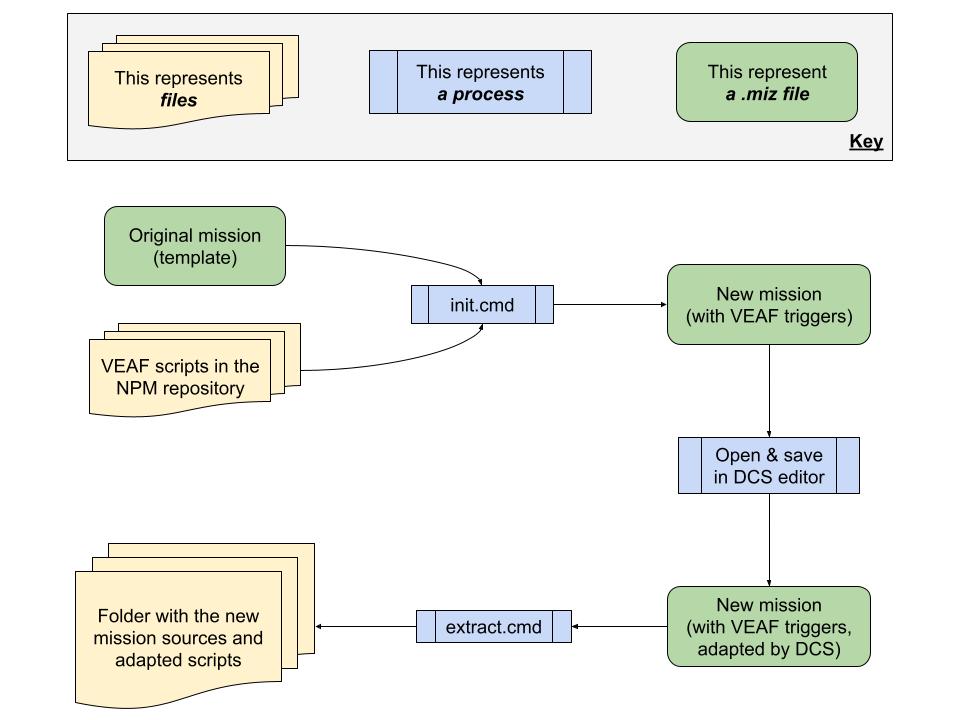 This represents
files
This represents
a process
This represent
a .miz file
Key
Original mission
(template)
init.cmd
New mission
(with VEAF triggers)
VEAF scripts in the
NPM repository
Open & save
in DCS editor
Folder with the new
mission sources and
adapted scripts
extract.cmd
New mission
(with VEAF triggers,
adapted by DCS)